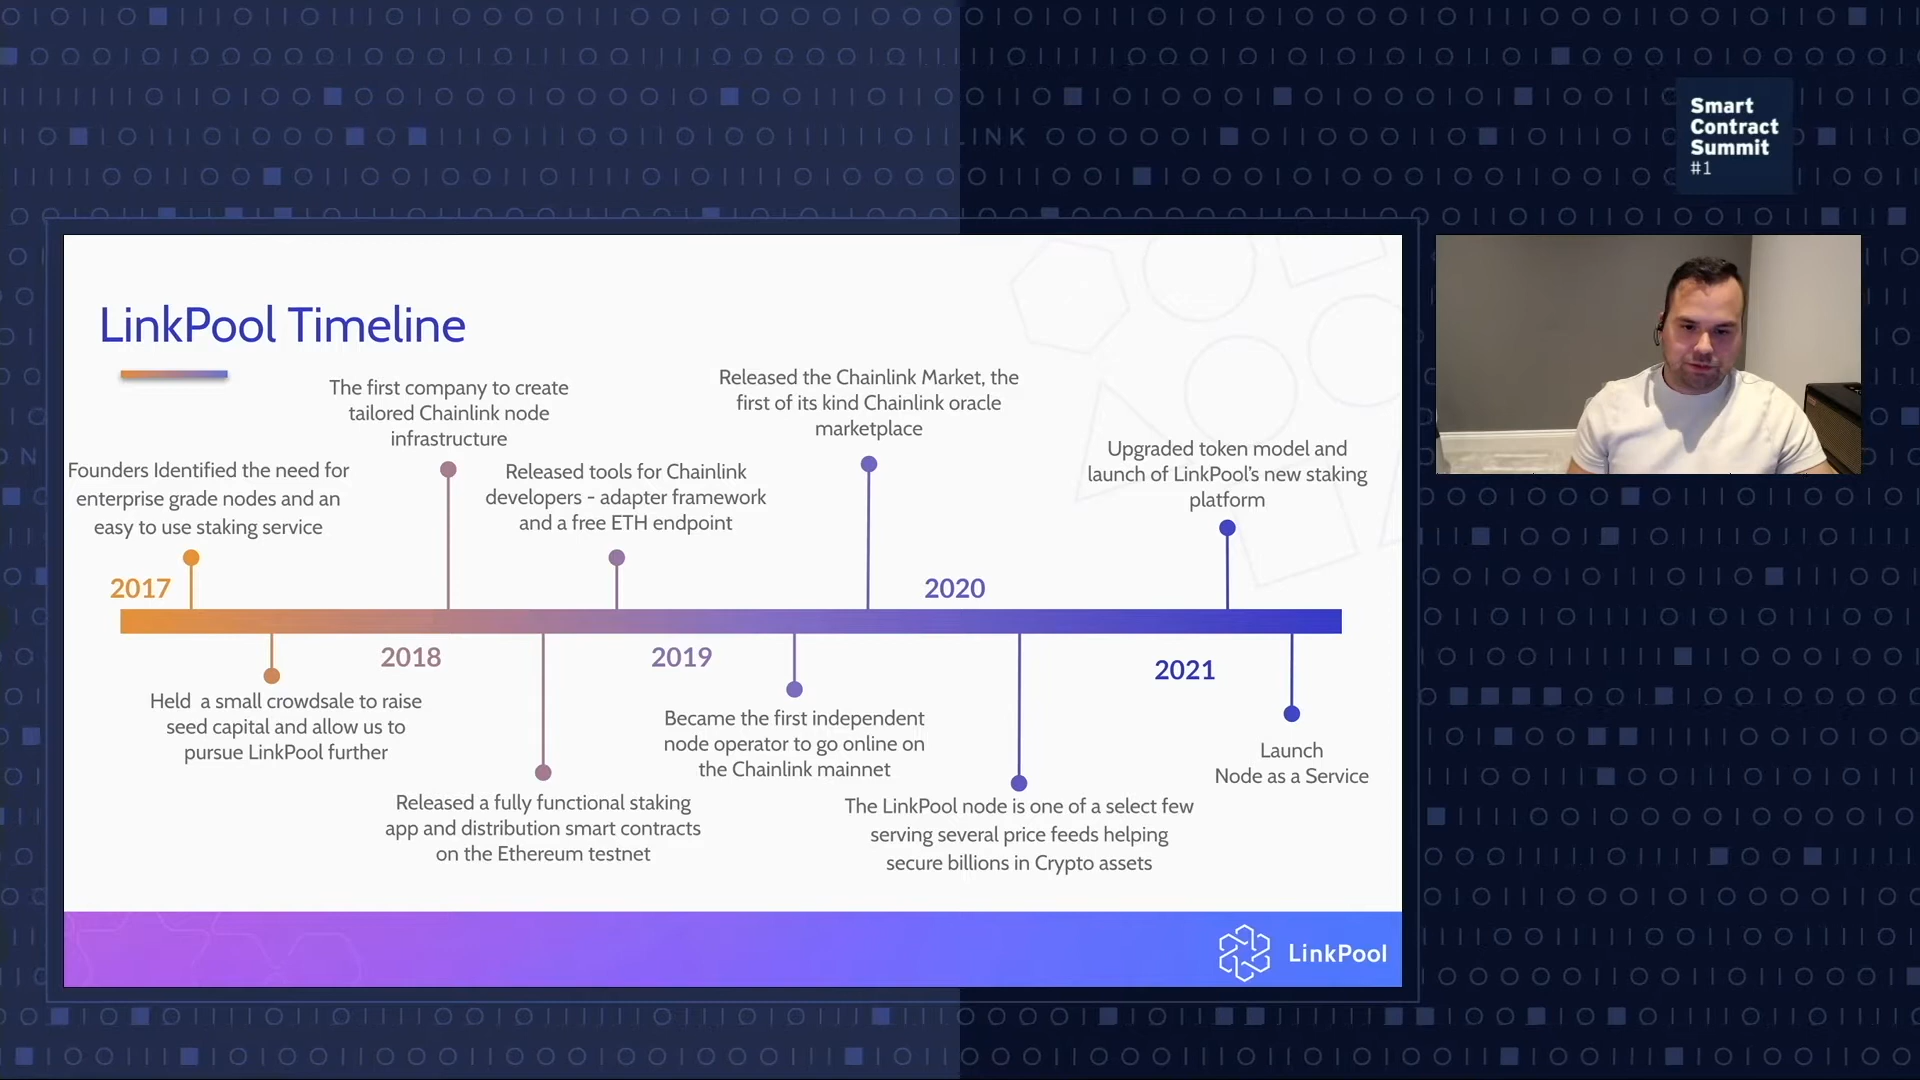 Smart
Contract
Summit
#1
LINK
LinkPool Timeline
The first company to create
tailored Chainlink node
infrastructure
Released the Chainlink Market, the
first of its kind Chainlink oracle
marketplace
Founders Identified the need for
enterprise grade nodes and an
easy to use staking service
Released tools for Chainlink
developers - adapter framework
and a free ETH endpoint
Upgraded token model and
launch of LinkPool's new staking
platform
2017
2020
2018
2019
2021
Held  a small crowdsale to raise
seed capital and allow us to
pursue LinkPool further
Became the first independent
node operator to go online on
the Chainlink mainnet
Launch
Node as a Service
Released a fully functional staking
app and distribution smart contracts
on the Ethereum testnet
The LinkPool node is one of a select few
serving several price feeds helping
secure billions in Crypto assets
LinkPool